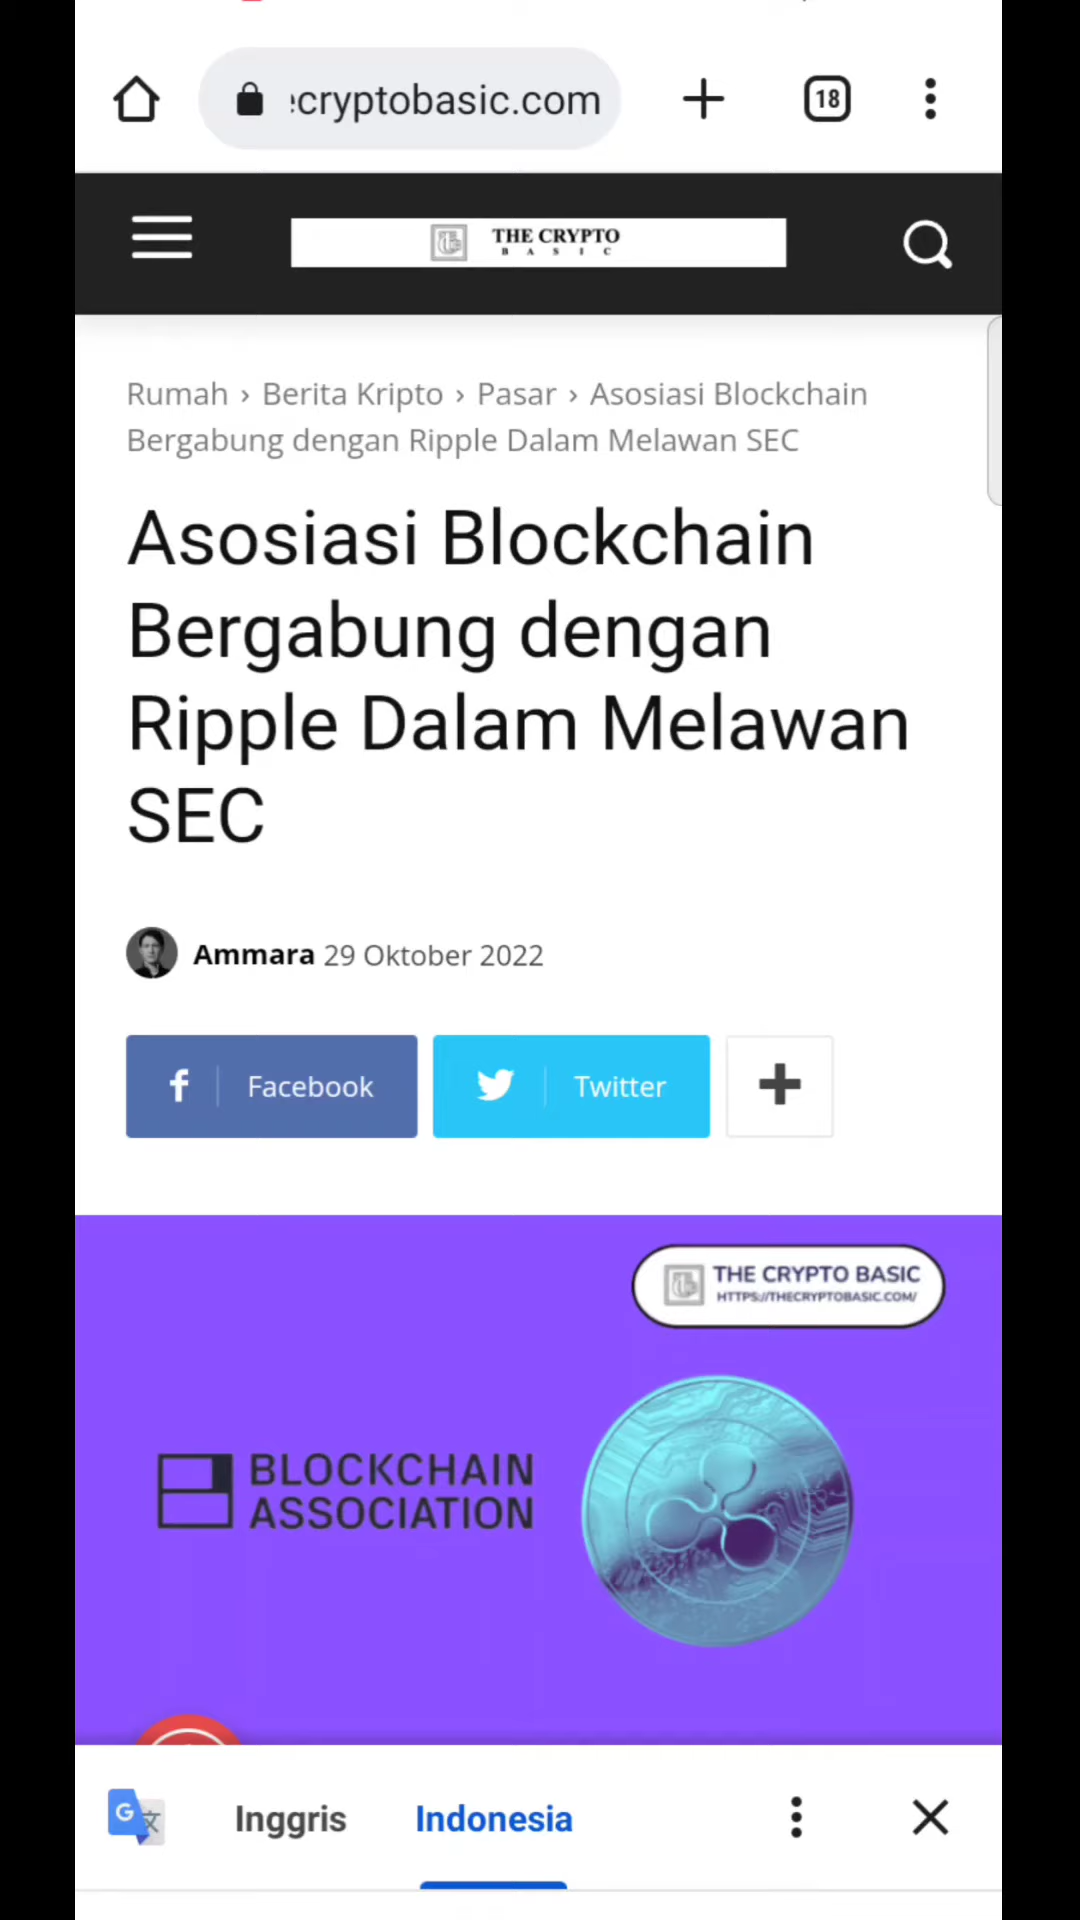 cryptobasic.com
18
THE CRYPTO
BASIC
Rumah › Berita Kripto › Pasar › Asosiasi Blockchain
Bergabung dengan Ripple Dalam Melawan SEC
Asosiasi Blockchain
Bergabung dengan
Ripple Dalam Melawan
SEC
Ammara 29 Oktober 2022
f Facebook
Twitter
THE CRYPTO BASIC
HTTPS://THECRYPTOBASIC.COM/
BLOCKCHAIN
ASSOCIATION
G 文 Inggris Indonesia